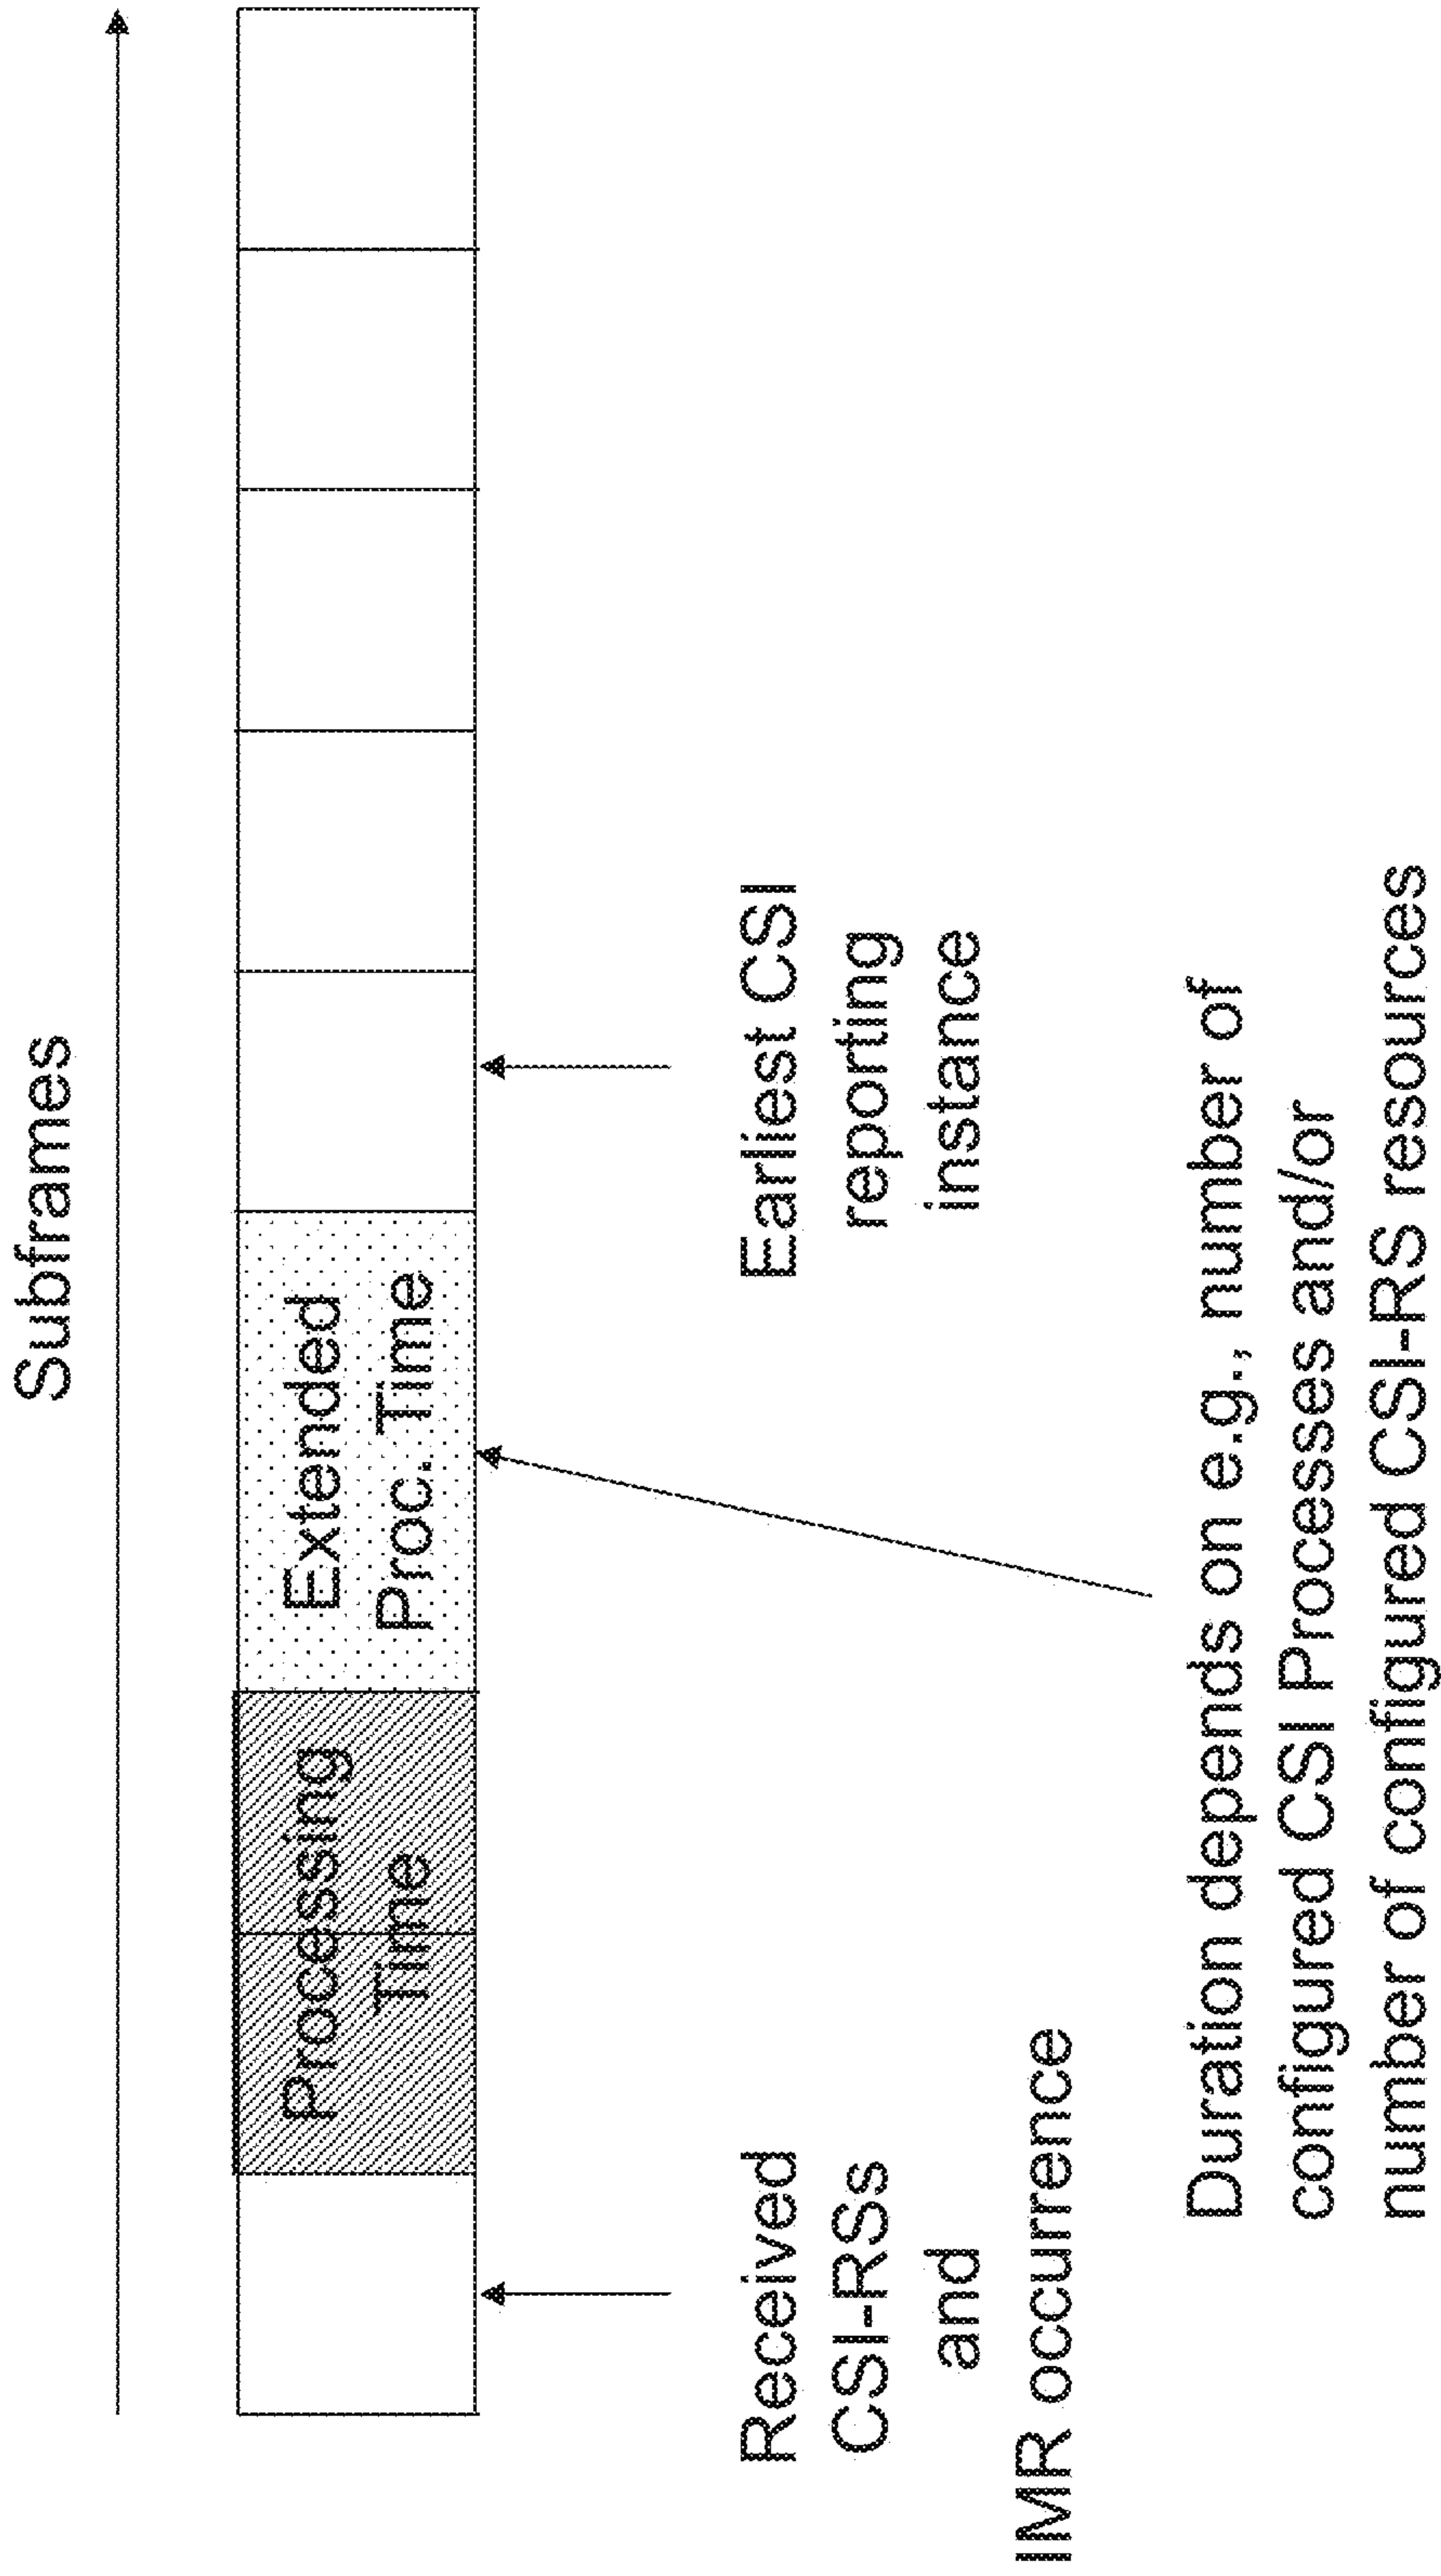 Subframes
Processing
Time
Extended
Proc. Time
Received
CSI-RSs
and
IMR occurrence
Earliest CSI
reporting
instance
Duration depends on e.g., number of
configured CSI Processes and/or
number of configured CSI-RS resources